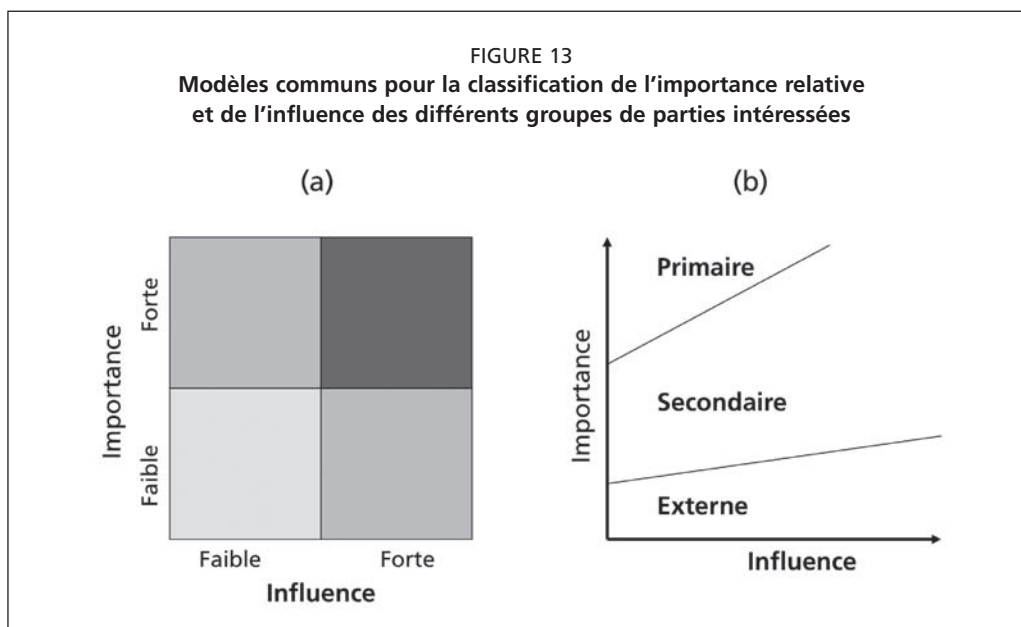 FIGURE 13
Modèles communs pour la classification de l’importance relative
et de l’influence des différents groupes de parties intéressées
(a)
Importance
Forte
Faible
Faible
Forte
Influence
(b)
Importance
Primaire
Secondaire
Externe
Influence